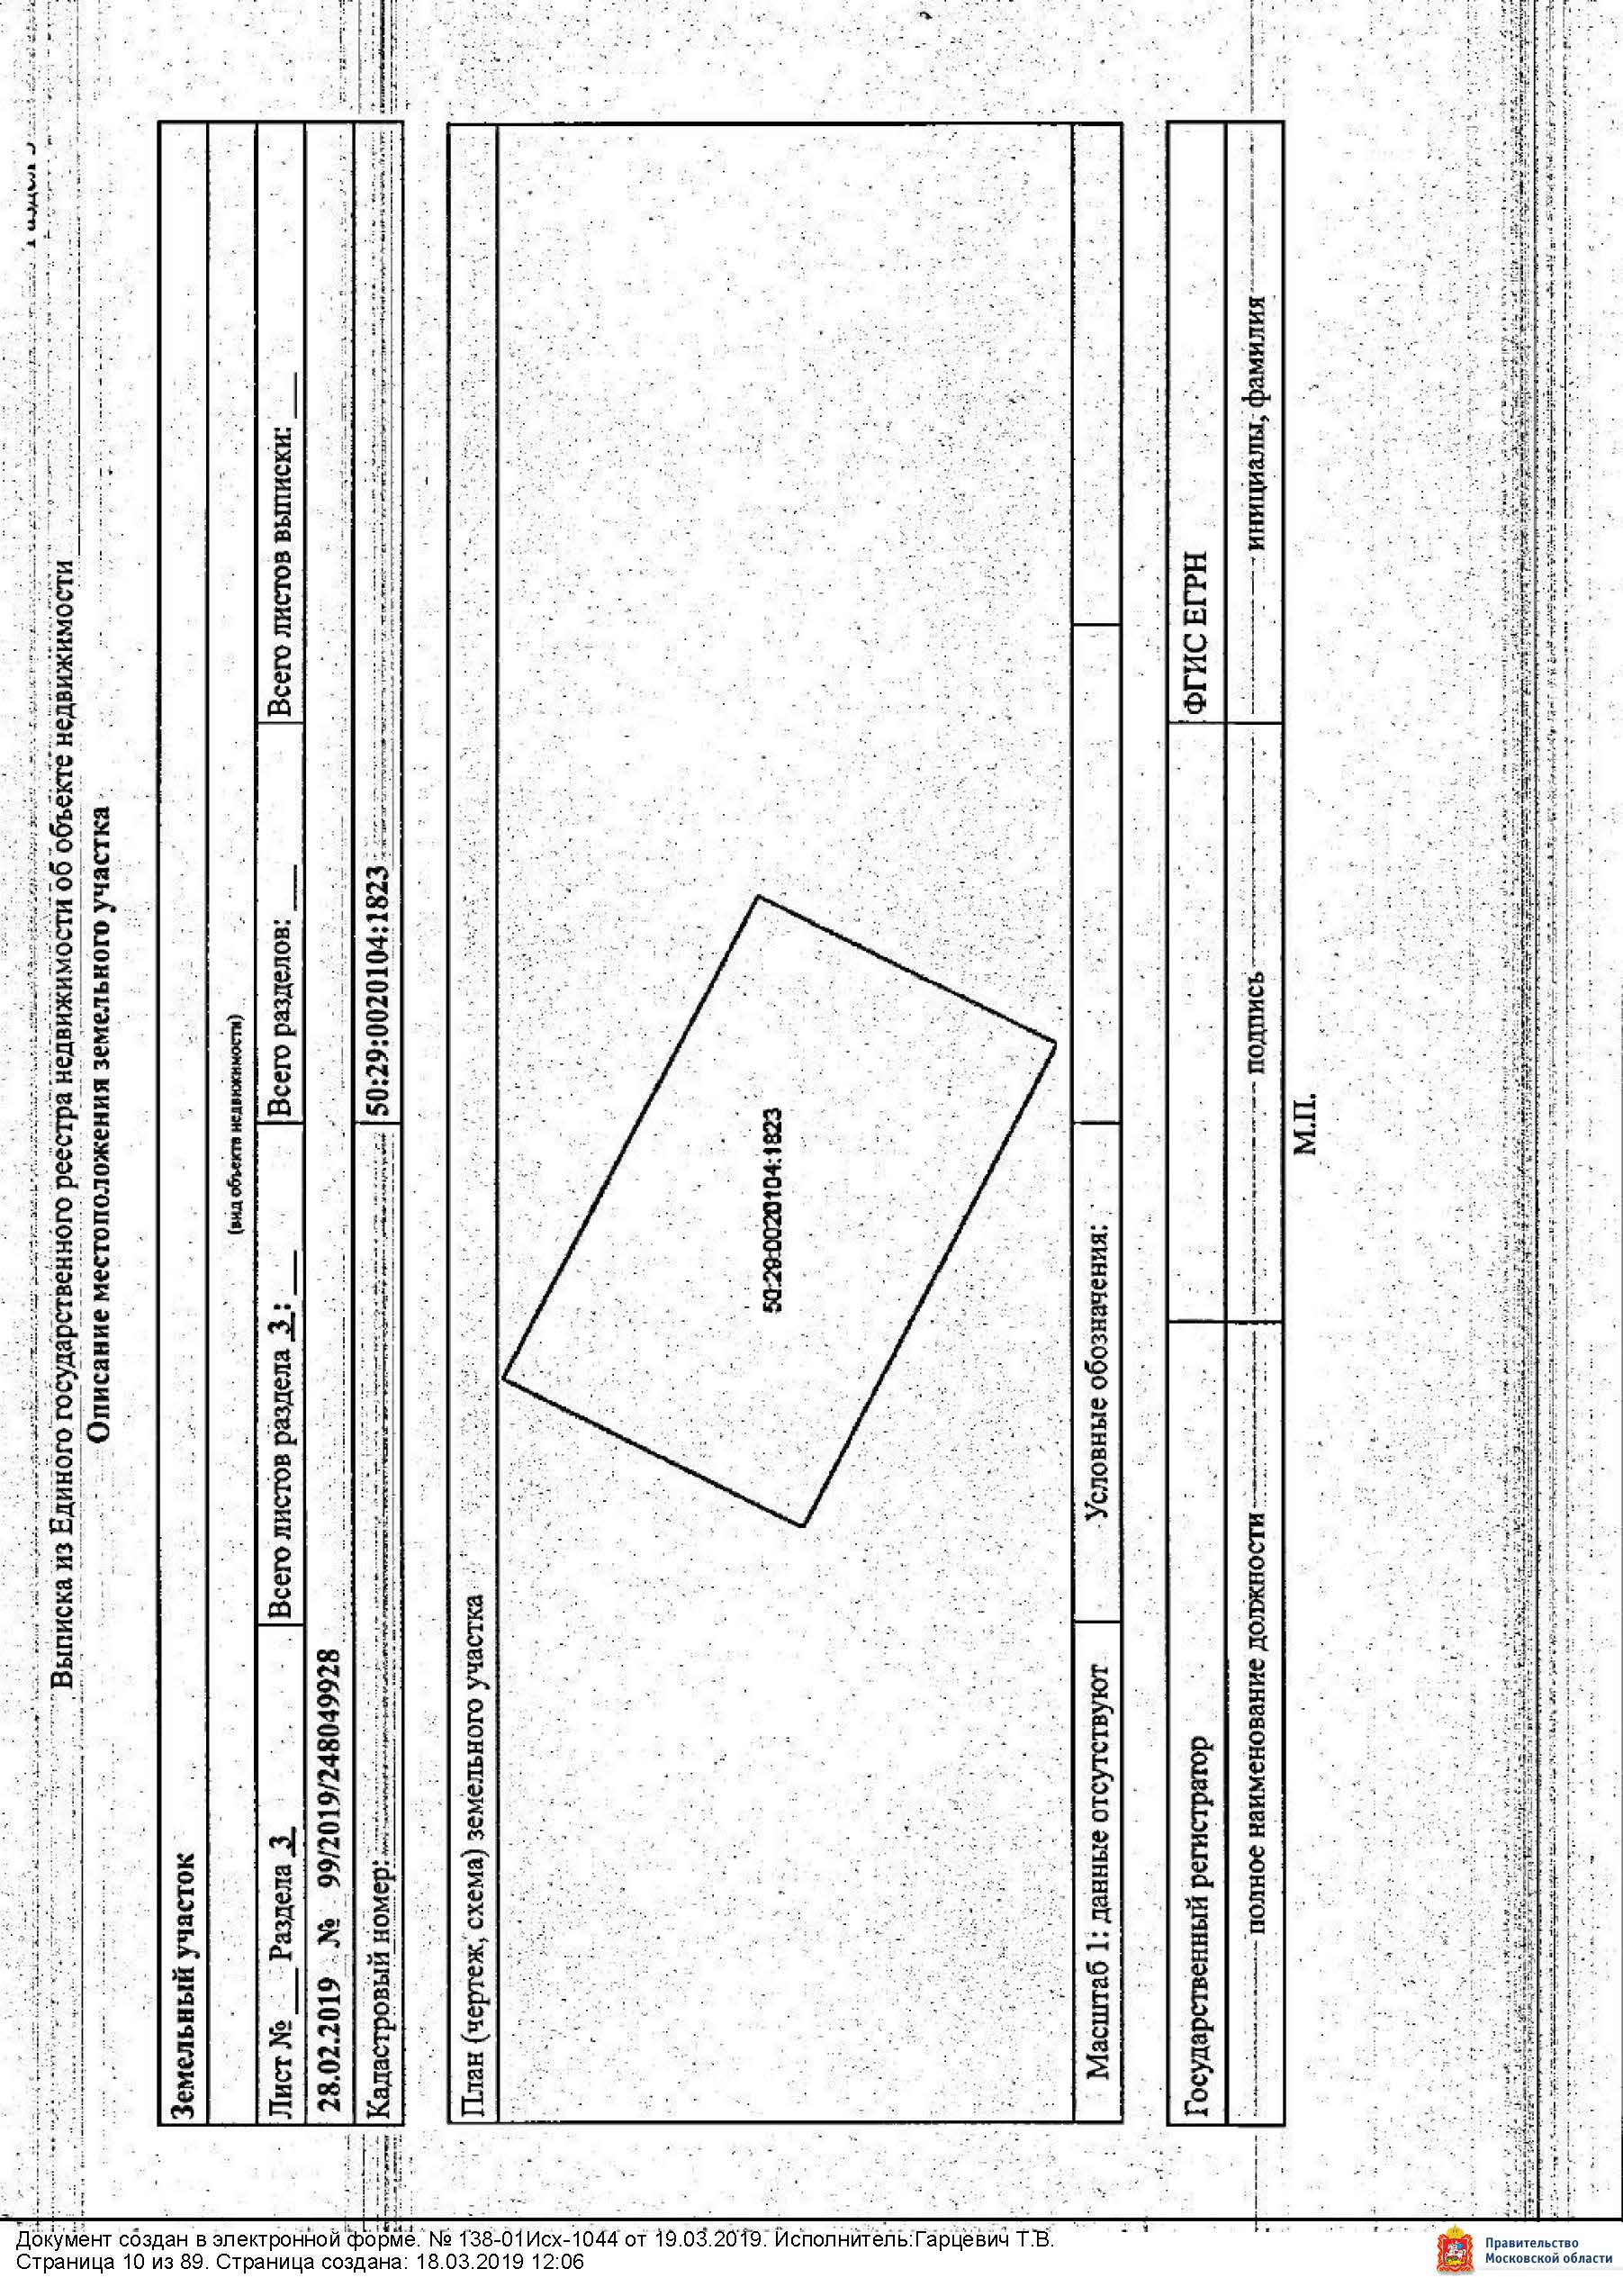 Раздел 3
Выписка из Единого государственного реестра недвижимости об объекте недвижимости
Описание местоположения земельного участка
Земельный участок
(вид объекта недвижимости)
Лист № ___ Раздела 3 Всего листов раздела 3: ___ Всего разделов: ___ Всего листов выписки: ___
28.02.2019 № 99/2019/248049928
Кадастровый номер: 50:29:0020104:1823
План (чертеж, схема) земельного участка
50:29:0020104:1823
Масштаб 1: данные отсутствуют Условные обозначения:
Государственный регистратор ФГИС ЕГРН
полное наименование должности подпись инициалы, фамилия
М.П.
Документ создан в электронной форме. № 138-01Исх-1044 от 19.03.2019. Исполнитель:Гарцевич Т.В.
Страница 10 из 89. Страница создана: 18.03.2019 12:06
Правительство
Московской области